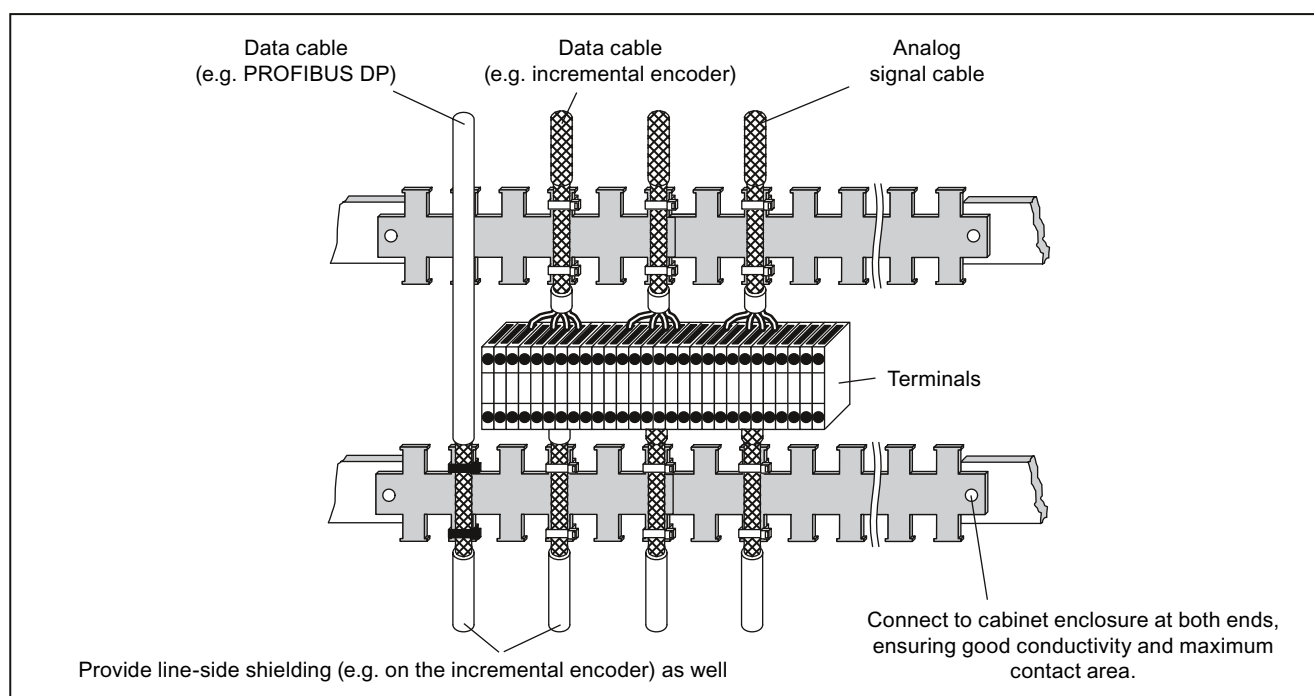 Data cable
(e.g. PROFIBUS DP)
Data cable
(e.g. incremental encoder)
Analog
signal cable
Terminals
Provide line-side shielding (e.g. on the incremental encoder) as well
Connect to cabinet enclosure at both ends,
ensuring good conductivity and maximum
contact area.